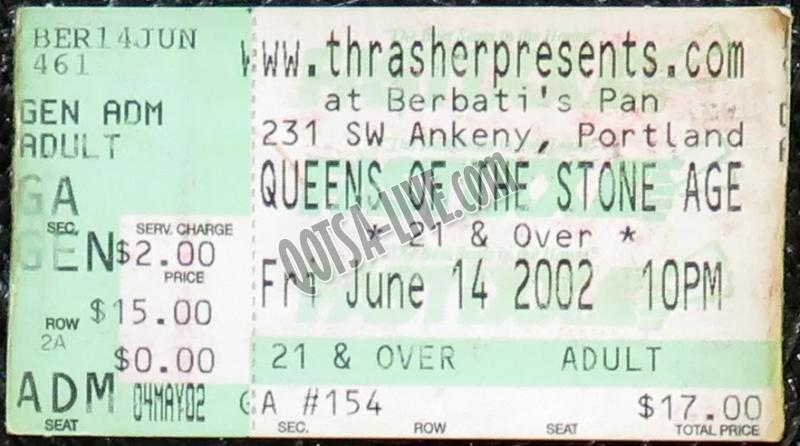 BER14JUN
461
GEN ADM
ADULT
GA
SEC. SERV. CHARGE
GEN $2.00
PRICE
ROW $15.00
2A
$0.00
ADM 04MAY02
SEAT
www.thrasherpresents.com
at Berbati's Pan
231 SW Ankeny, Portland
QUEENS OF THE STONE AGE
* 21 & Over *
Fri June 14 2002 10PM
21 & OVER ADULT
GA #154 $17.00
SEC. ROW SEAT TOTAL PRICE
QOTSA-LIVE.com